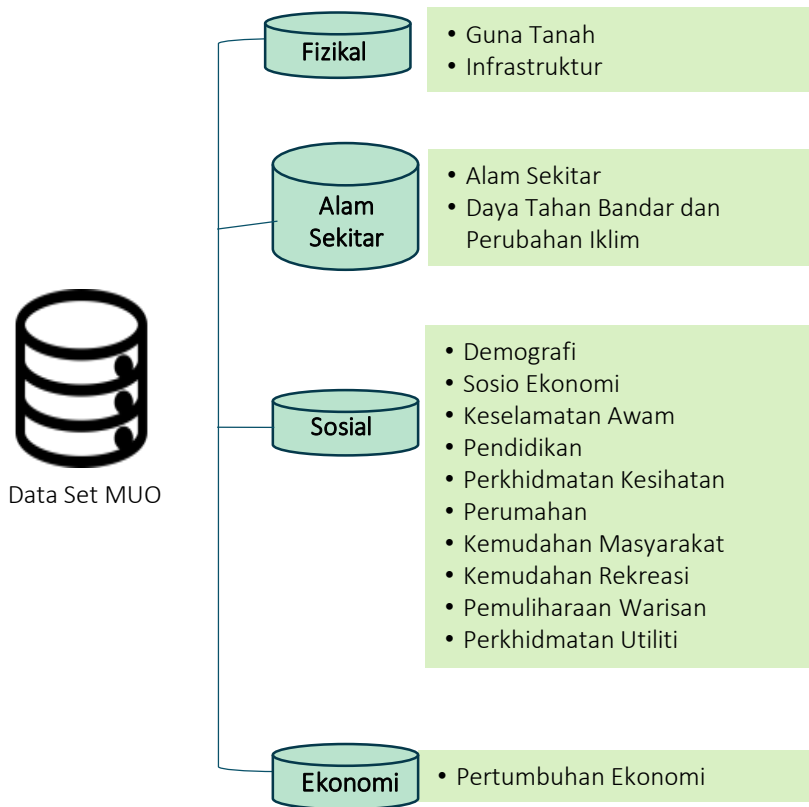 Fizikal
• Guna Tanah
• Infrastruktur
Alam
Sekitar
• Alam Sekitar
• Daya Tahan Bandar dan
Perubahan Iklim
Data Set MUO
Sosial
• Demografi
• Sosio Ekonomi
• Keselamatan Awam
• Pendidikan
• Perkhidmatan Kesihatan
• Perumahan
• Kemudahan Masyarakat
• Kemudahan Rekreasi
• Pemuliharaan Warisan
• Perkhidmatan Utiliti
Ekonomi
• Pertumbuhan Ekonomi